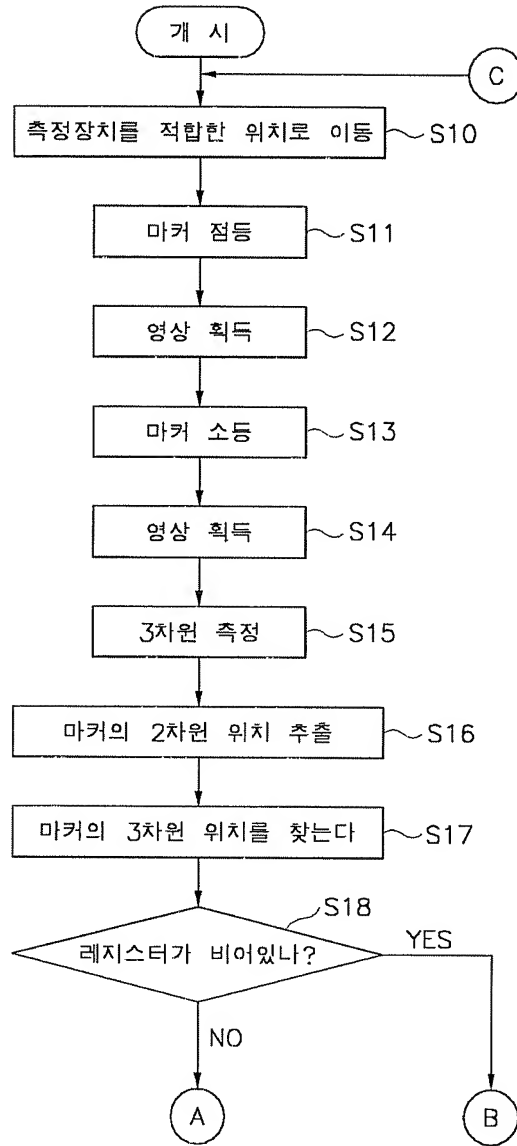 개 시
C
측정장치를 적합한 위치로 이동
S10
마커 점등
S11
영상 획득
S12
마커 소등
S13
영상 획득
S14
3차원 측정
S15
마커의 2차원 위치 추출
S16
마커의 3차원 위치를 찾는다
S17
S18
레지스터가 비어있나?
YES
NO
A
B